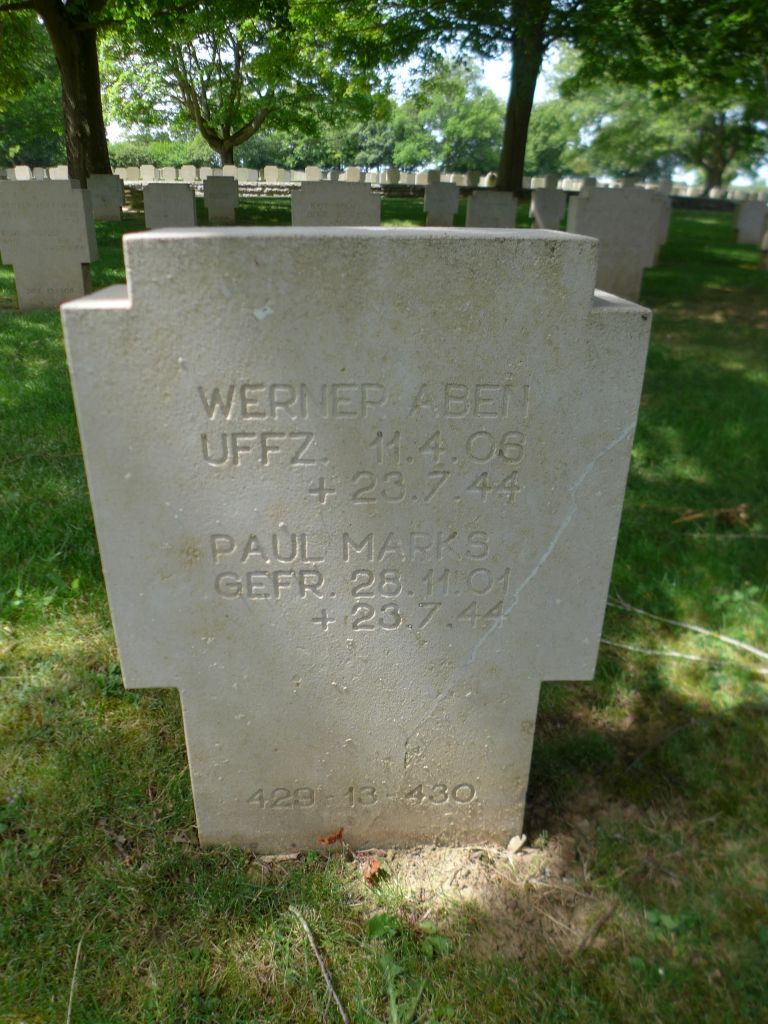 WERNER ABEN
UFFZ. 11.4.06
+ 23.7.44
PAUL MARKS
GEFR. 28.11.01
+ 23.7.44
429 - 13 - 430